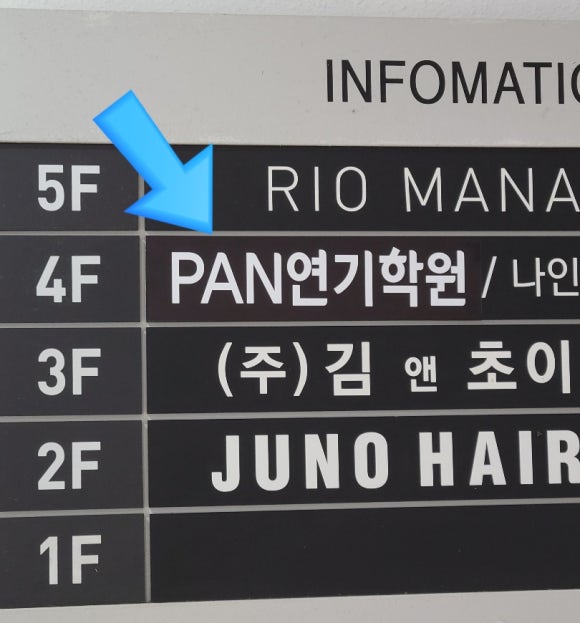 INFOMATIO
5F RIO MANA
4F PAN연기학원 / 나인
3F (주) 김 앤 초이
2F JUNO HAIR
1F